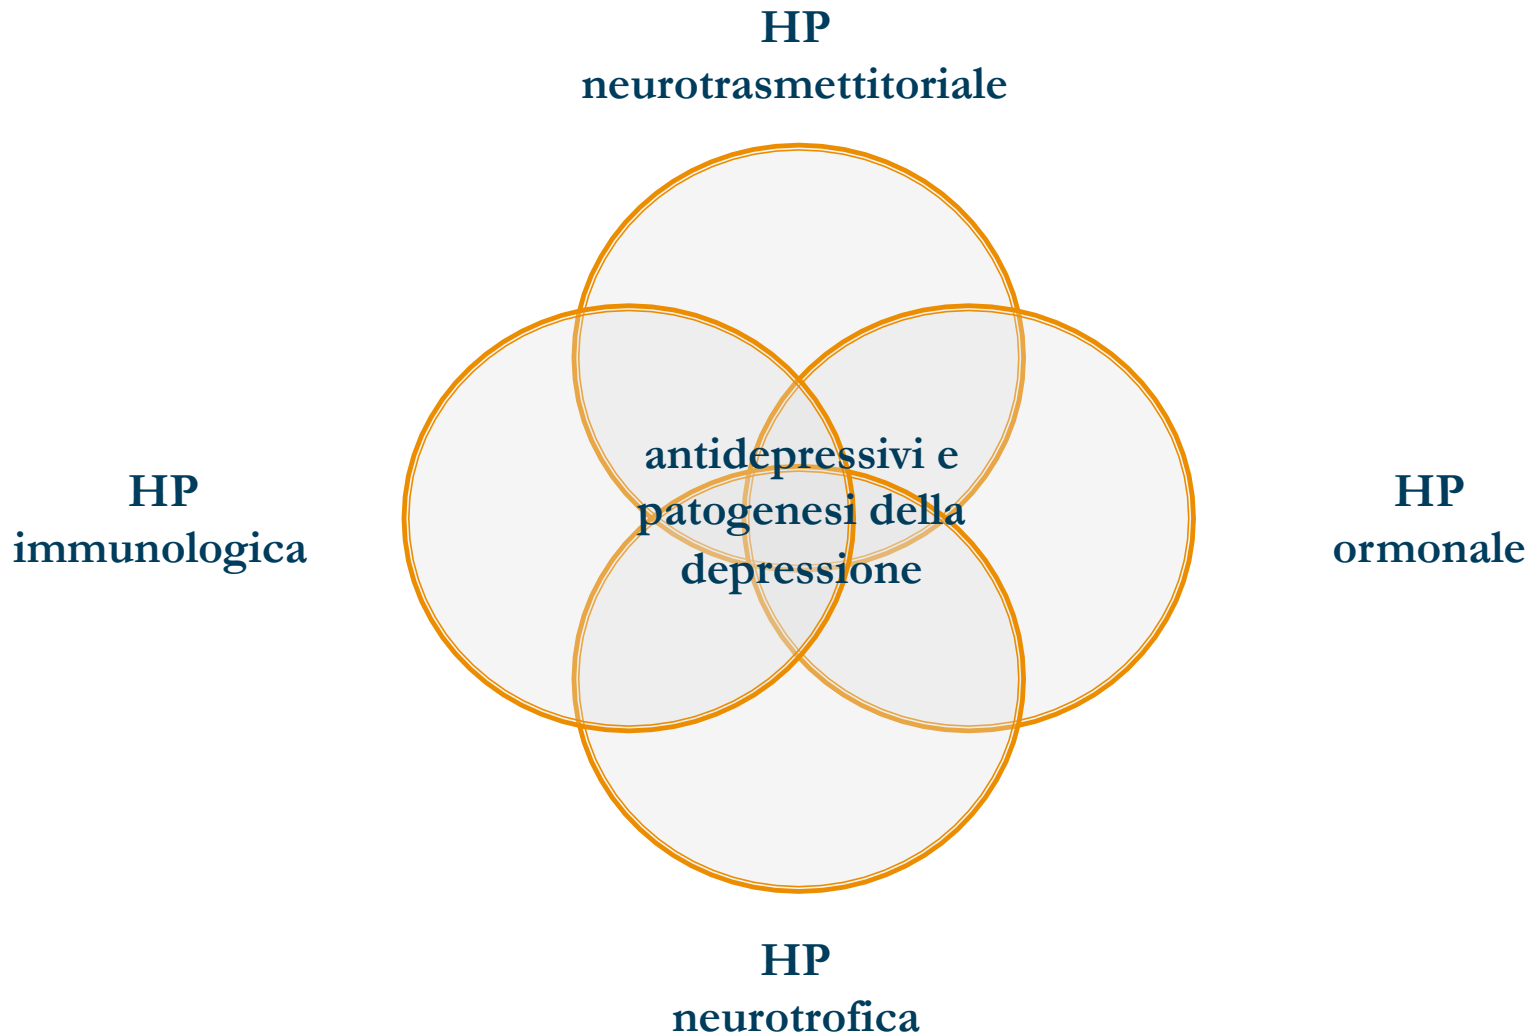 HP
neurotrasmettitoriale
antidepressivi e
patogenesi della
depressione
HP
immunologica
HP
ormonale
HP
neurotrofica